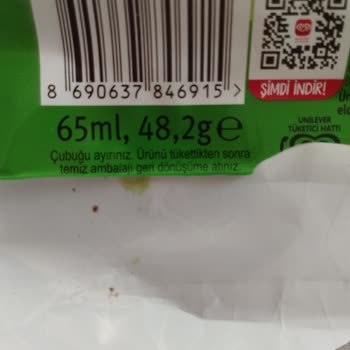 8 690637 846915 >
ŞİMDİ İNDİR!
65ml, 48,2g e
UNILEVER
TÜKETİCİ HATTI
Çubuğu ayırınız. Ürünü tükettikten sonra
temiz ambalajı geri dönüşüme atınız.